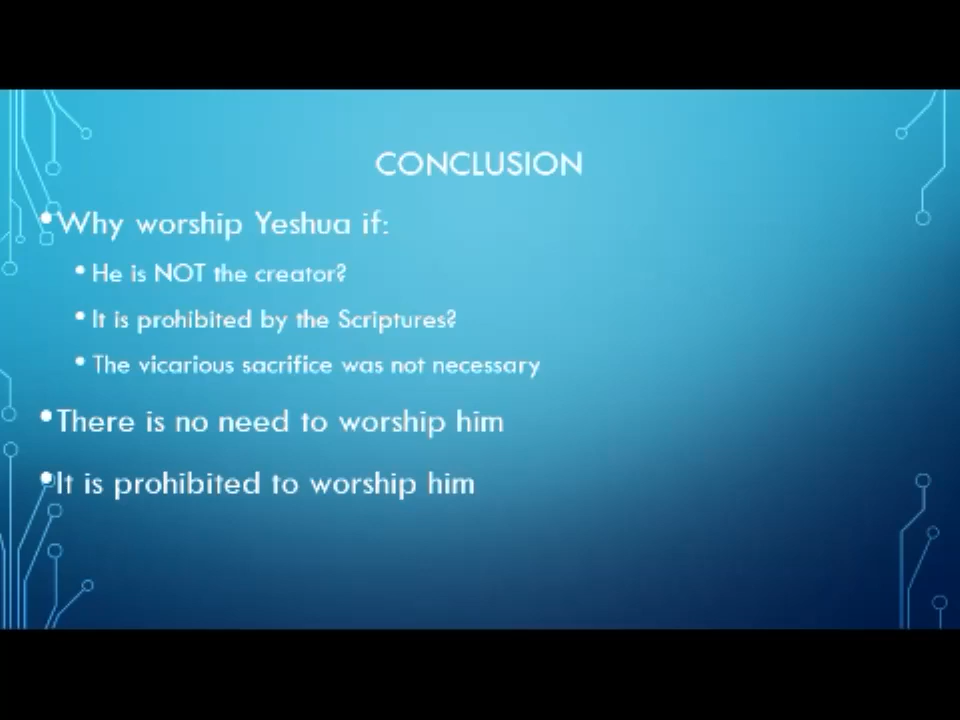 CONCLUSION
•Why worship Yeshua if:
• He is NOT the creator?
• It is prohibited by the Scriptures?
• The vicarious sacrifice was not necessary
•There is no need to worship him
•It is prohibited to worship him